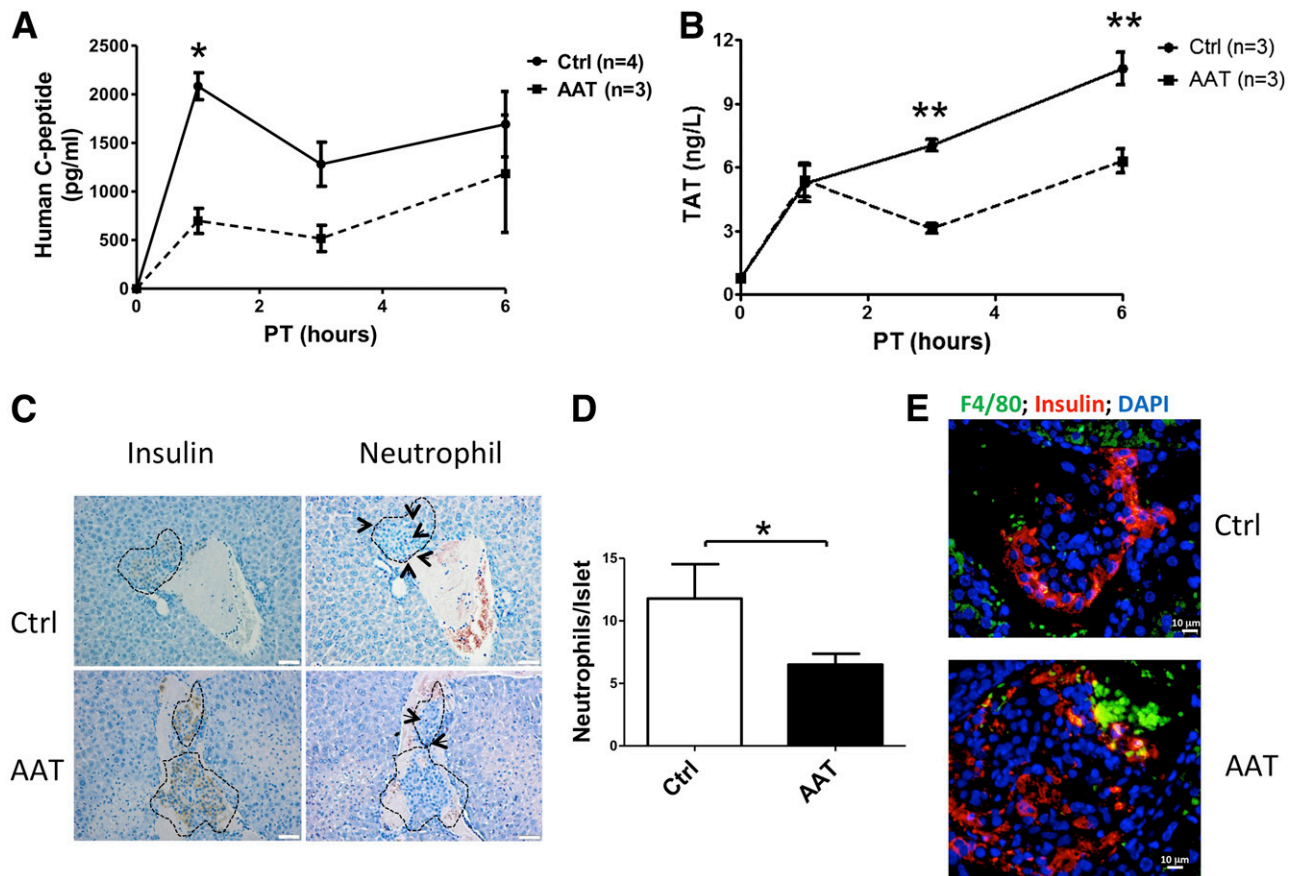 A
Human C-peptide
(pg/ml)
2500
2000
1500
1000
500
0
*
0
2
4
6
PT (hours)
Ctrl (n=4)
AAT (n=3)
B
TAT (ng/L)
12
9
6
3
0
**
**
0
2
4
6
PT (hours)
Ctrl (n=3)
AAT (n=3)
C
Insulin
Neutrophil
Ctrl
AAT
D
Neutrophils/Islet
15
10
5
0
*
Ctrl
AAT
E
F4/80; Insulin; DAPI
10 µm
Ctrl
10 µm
AAT